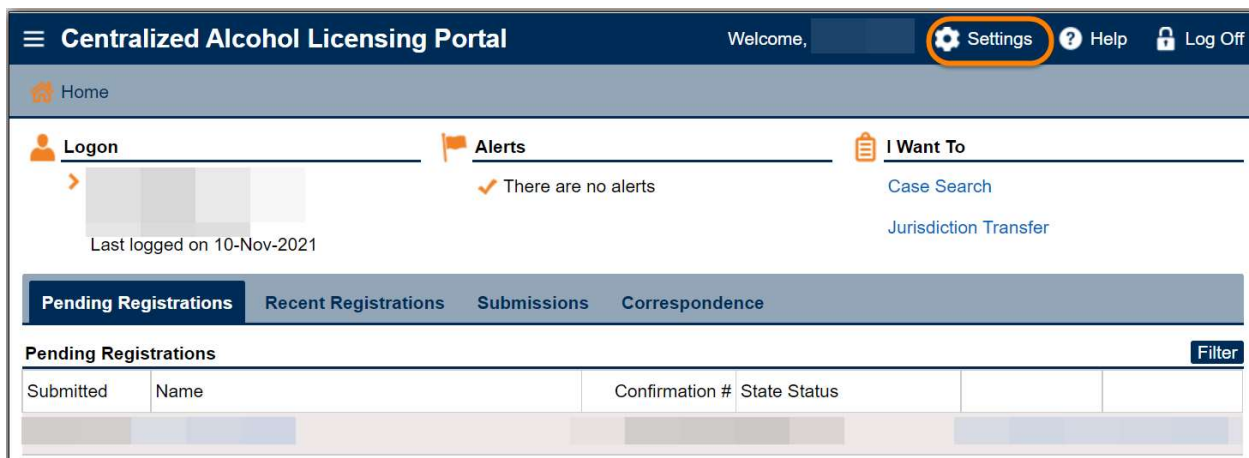 Centralized Alcohol Licensing Portal Welcome, Settings Help Log Off
Home
Logon
Last logged on 10-Nov-2021
Alerts
There are no alerts
I Want To
Case Search
Jurisdiction Transfer
Pending Registrations Recent Registrations Submissions Correspondence
Pending Registrations Filter
Submitted Name Confirmation # State Status